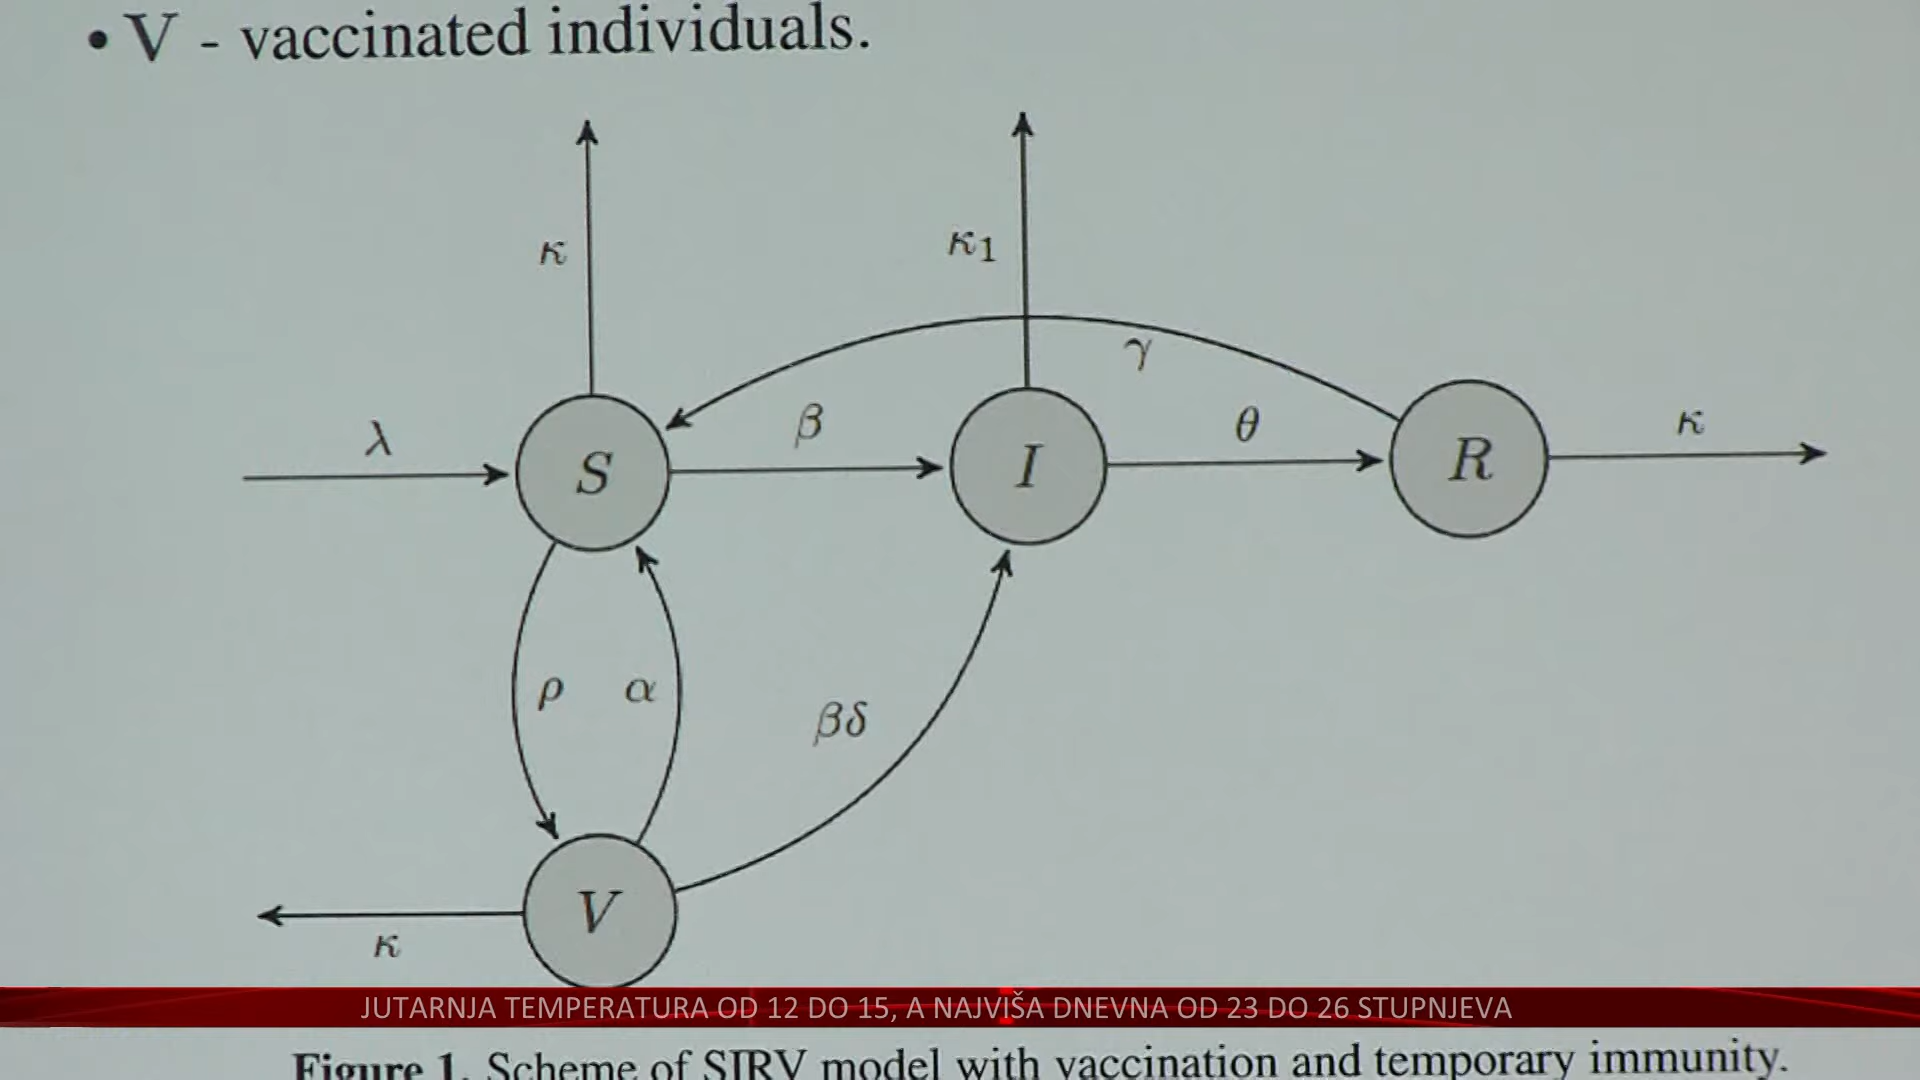 • V - vaccinated individuals.
κ
κ₁
γ
λ
β
θ
κ
S
I
R
ρ
α
βδ
V
κ
JUTARNJA TEMPERATURA OD 12 DO 15, A NAJVIŠA DNEVNA OD 23 DO 26 STUPNJEVA
Figure 1. Scheme of SIRV model with vaccination and temporary immunity.